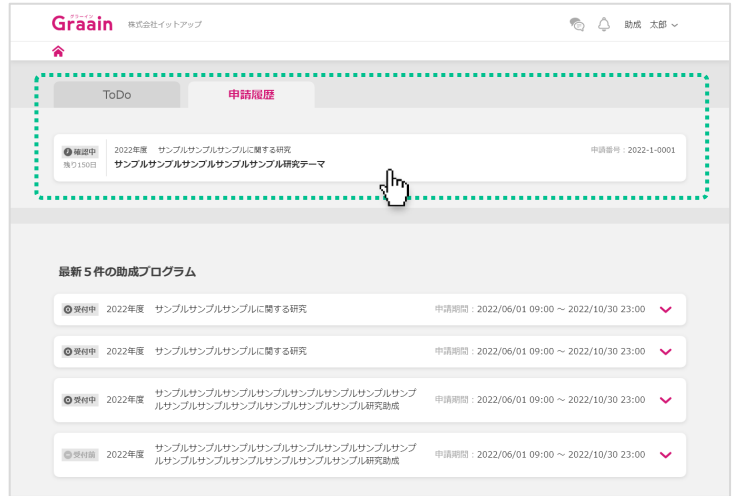 グラーイン
Graain 株式会社イットアップ 助成 太郎
ToDo 申請履歴
確認中 2022年度 サンプルサンプルサンプルに関する研究 申請番号：2022-1-0001
残り150日 サンプルサンプルサンプルサンプルサンプル研究テーマ
最新５件の助成プログラム
受付中 2022年度 サンプルサンプルサンプルに関する研究 申請期間：2022/06/01 09:00 ～ 2022/10/30 23:00
受付中 2022年度 サンプルサンプルサンプルに関する研究 申請期間：2022/06/01 09:00 ～ 2022/10/30 23:00
サンプルサンプルサンプルサンプルサンプルサンプルサンプルサンプ
受付中 2022年度 申請期間：2022/06/01 09:00 ～ 2022/10/30 23:00
ルサンプルサンプルサンプルサンプルサンプルサンプル研究助成
サンプルサンプルサンプルサンプルサンプルサンプルサンプルサンプ
受付前 2022年度 申請期間：2022/06/01 09:00 ～ 2022/10/30 23:00
ルサンプルサンプルサンプルサンプルサンプルサンプル研究助成